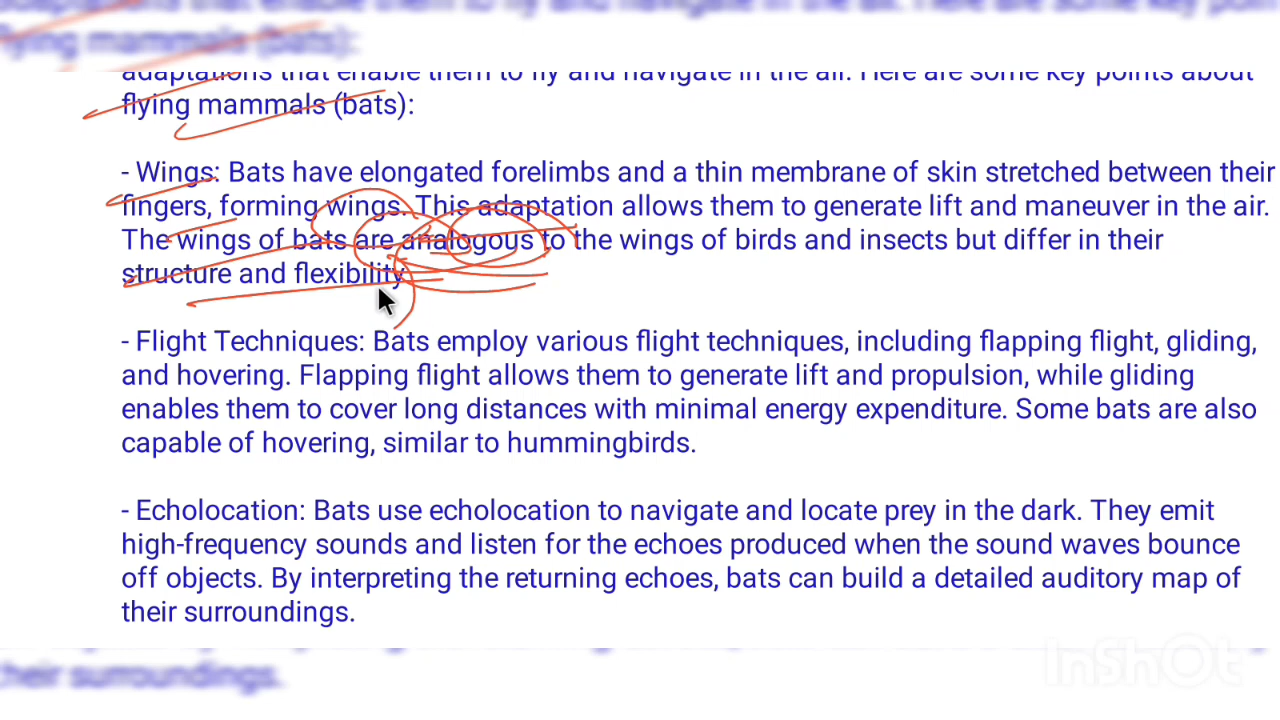 adaptations that enable them to fly and navigate in the air. Here are some key points about
flying mammals (bats):
- Wings: Bats have elongated forelimbs and a thin membrane of skin stretched between their
fingers, forming wings. This adaptation allows them to generate lift and maneuver in the air.
The wings of bats are analogous to the wings of birds and insects but differ in their
structure and flexibility.
- Flight Techniques: Bats employ various flight techniques, including flapping flight, gliding,
and hovering. Flapping flight allows them to generate lift and propulsion, while gliding
enables them to cover long distances with minimal energy expenditure. Some bats are also
capable of hovering, similar to hummingbirds.
- Echolocation: Bats use echolocation to navigate and locate prey in the dark. They emit
high-frequency sounds and listen for the echoes produced when the sound waves bounce
off objects. By interpreting the returning echoes, bats can build a detailed auditory map of
their surroundings.
their surroundings.
InShOt